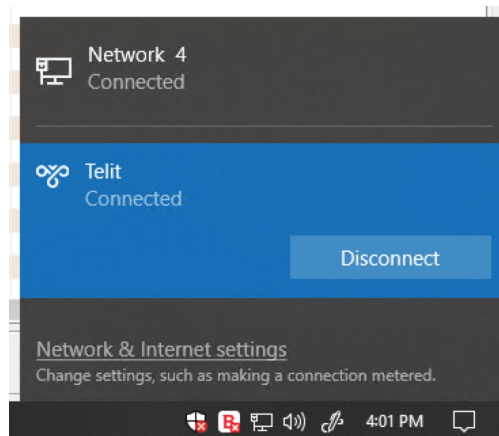 Network 4
Connected
Telit
Connected
Disconnect
Network & Internet settings
Change settings, such as making a connection metered.
B 4:01 PM